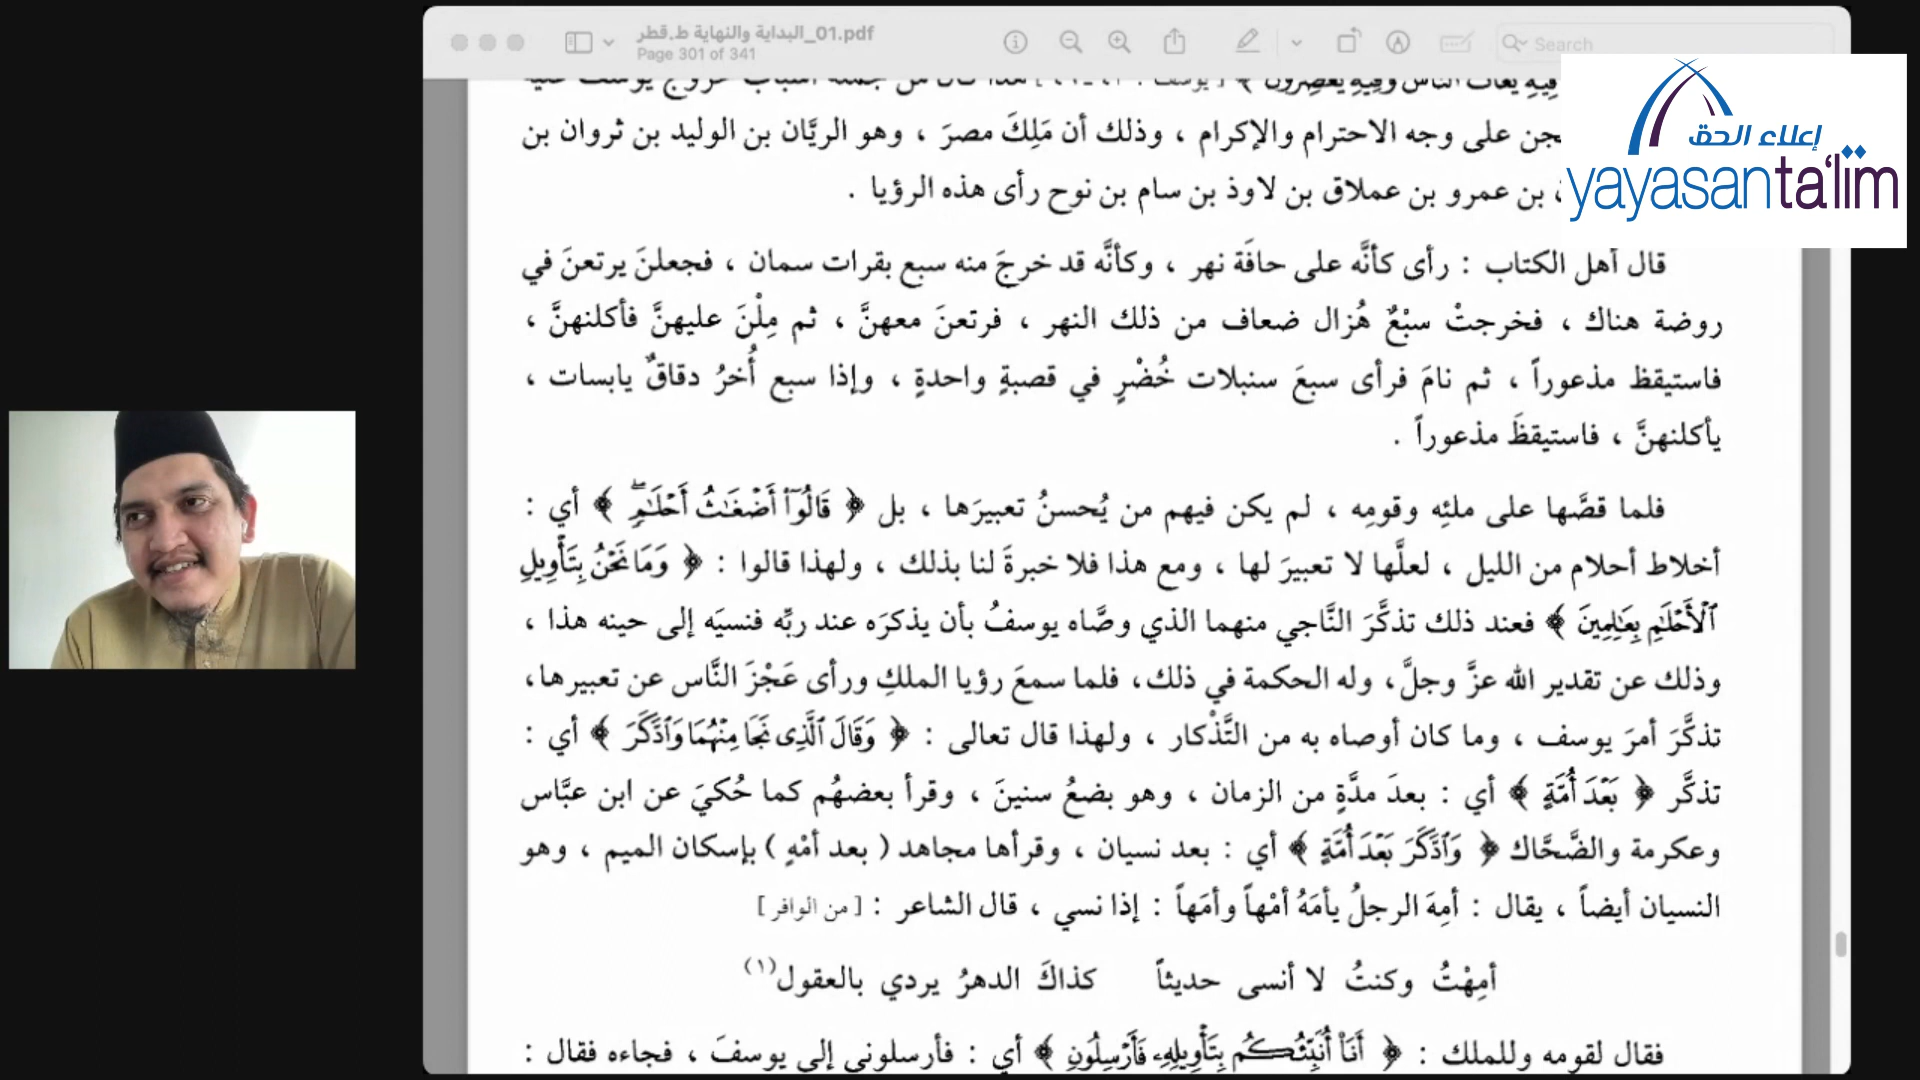 البداية والنهاية ط.قطر_01.pdf
Page 301 of 341
Search
إعلاء الحق
yayasanta'lim
فِيهِ يُغَاثُ النَّاسُ وَفِيهِ يَعْصِرُونَ ﴾
جن على وجه الاحترام والإكرام ، وذلك أن مَلِكَ مصرَ ، وهو الريَّان بن الوليد بن ثروان بن
بن عمرو بن عملاق بن لاوذ بن سام بن نوح رأى هذه الرؤيا .
قال أهل الكتاب : رأى كأنَّه على حافَة نهر ، وكأنَّه قد خرجَ منه سبع بقرات سمان ، فجعلنَ يرتعنَ في
روضة هناك ، فخرجتْ سبْعٌ هُزال ضعاف من ذلك النهر ، فرتعنَ معهنَّ ، ثم مِلْنَ عليهنَّ فأكلنهنَّ ،
فاستيقظ مذعوراً ، ثم نامَ فرأى سبعَ سنبلات خُضْرٍ في قصبةٍ واحدةٍ ، وإذا سبع أُخرُ دقاقٌ يابسات ،
يأكلنهنَّ ، فاستيقظَ مذعوراً .
فلما قصَّها على ملئِه وقومِه ، لم يكن فيهم من يُحسنُ تعبيرَها ، بل ﴿ قَالُوٓا۟ أَضْغَٰثُ أَحْلَٰمٍۖ ﴾ أي :
أخلاط أحلام من الليل ، لعلَّها لا تعبيرَ لها ، ومع هذا فلا خبرةَ لنا بذلك ، ولهذا قالوا : ﴿ وَمَا نَحْنُ بِتَأْوِيلِ
ٱلْأَحْلَٰمِ بِعَٰلِمِينَ ﴾ فعند ذلك تذكَّرَ النَّاجي منهما الذي وصَّاه يوسفُ بأن يذكرَه عند ربِّه فنسيَه إلى حينه هذا ،
وذلك عن تقدير الله عزَّ وجلَّ، وله الحكمة في ذلك، فلما سمعَ رؤيا الملكِ ورأى عَجْزَ النَّاس عن تعبيرها،
تذكَّرَ أمرَ يوسف ، وما كان أوصاه به من التَّذْكار ، ولهذا قال تعالى : ﴿ وَقَالَ ٱلَّذِى نَجَا مِنْهُمَا وَٱدَّكَرَ ﴾ أي :
تذكَّر ﴿ بَعْدَ أُمَّةٍ ﴾ أي : بعدَ مدَّةٍ من الزمان ، وهو بضعُ سنينَ ، وقرأ بعضهُم كما حُكيَ عن ابن عبَّاس
وعكرمة والضَّحَّاك ﴿ وَٱدَّكَرَ بَعْدَ أُمَّةٍ ﴾ أي : بعد نسيان ، وقرأها مجاهد ( بعد أمْهٍ ) بإسكان الميم ، وهو
النسيان أيضاً ، يقال : أمِهَ الرجلُ يأمَهُ أمْهاً وأمَهاً : إذا نسي ، قال الشاعر : [ من الوافر ]
أمِهْتُ وكنتُ لا أنسى حديثاً كذاكَ الدهرُ يردي بالعقول(١)
فقال لقومه وللملك : ﴿ أَنَا۠ أُنَبِّئُكُم بِتَأْوِيلِهِۦ فَأَرْسِلُونِ ﴾ أي : فأرسلوني إلى يوسفَ ، فجاءه فقال :